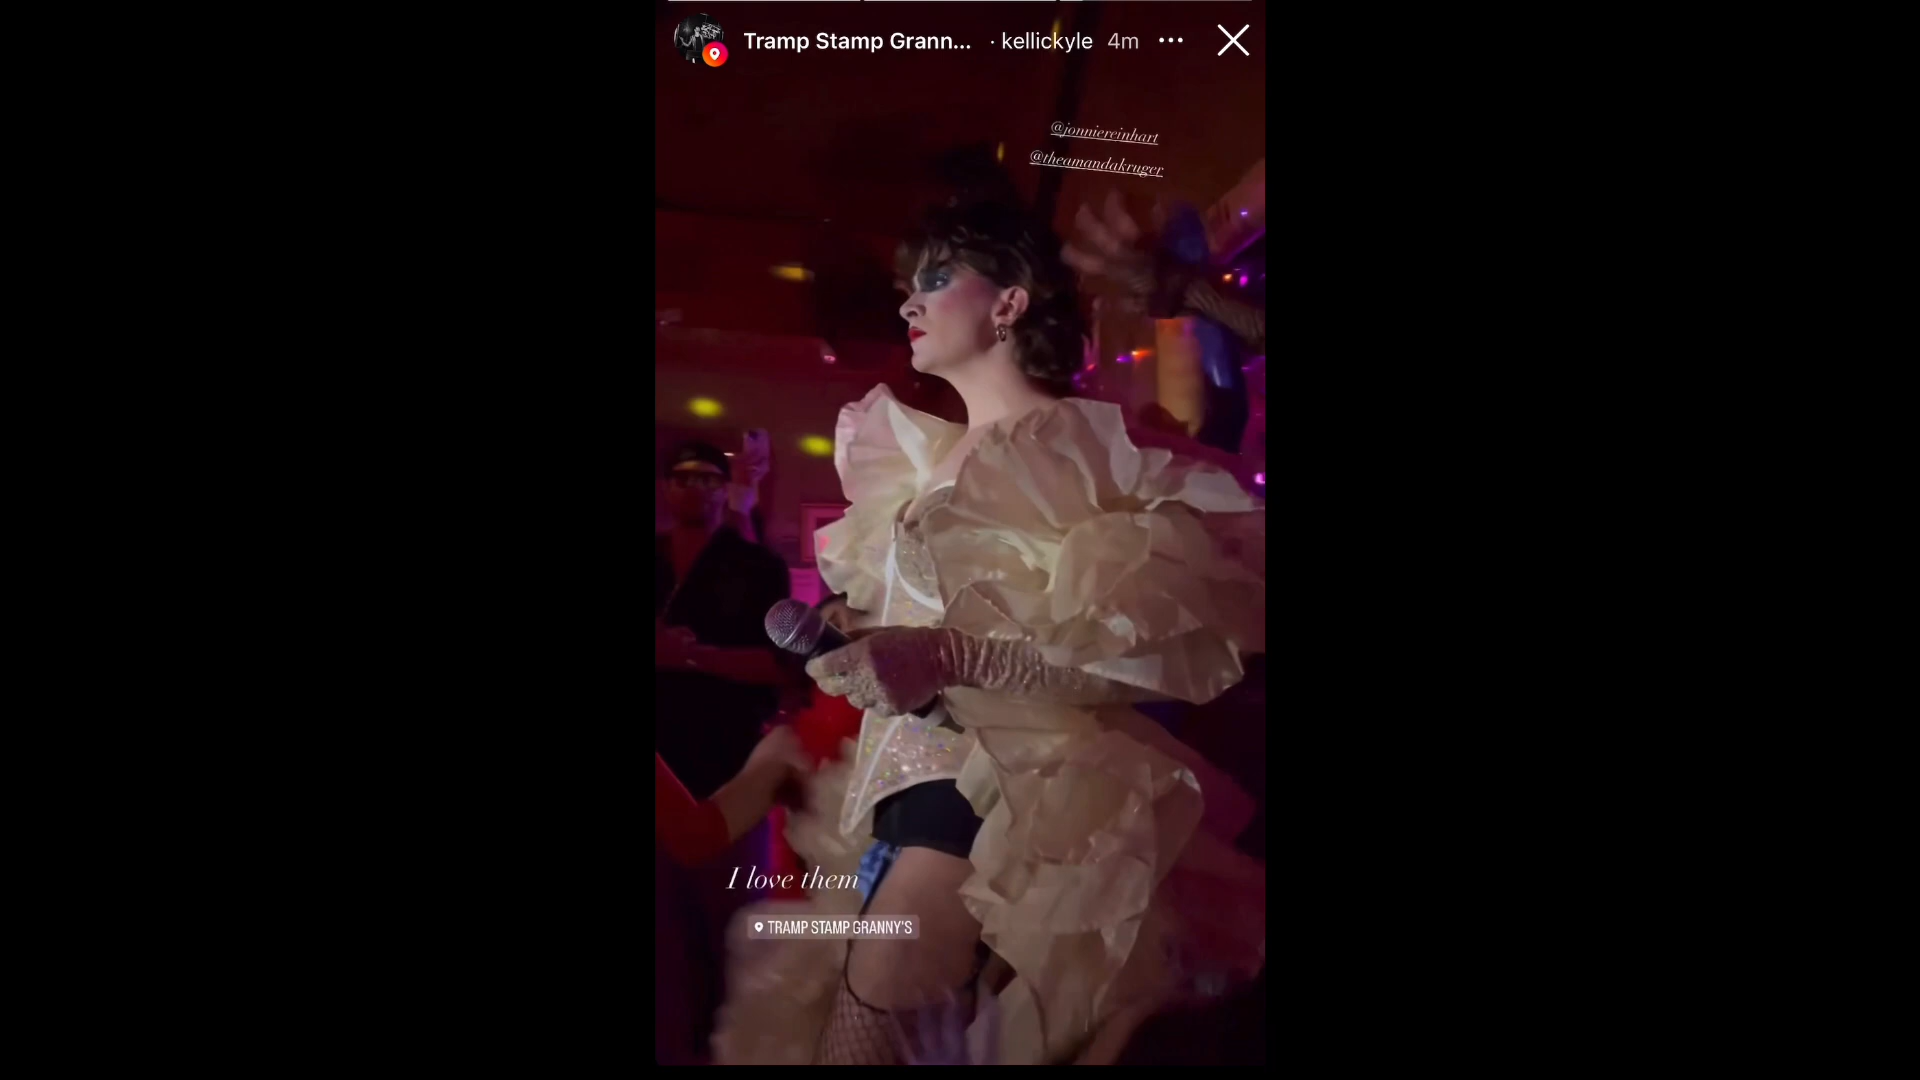 Tramp Stamp Grann... · kellickyle 4m
@jonniereinhart
@theamandakruger
I love them
TRAMP STAMP GRANNY'S